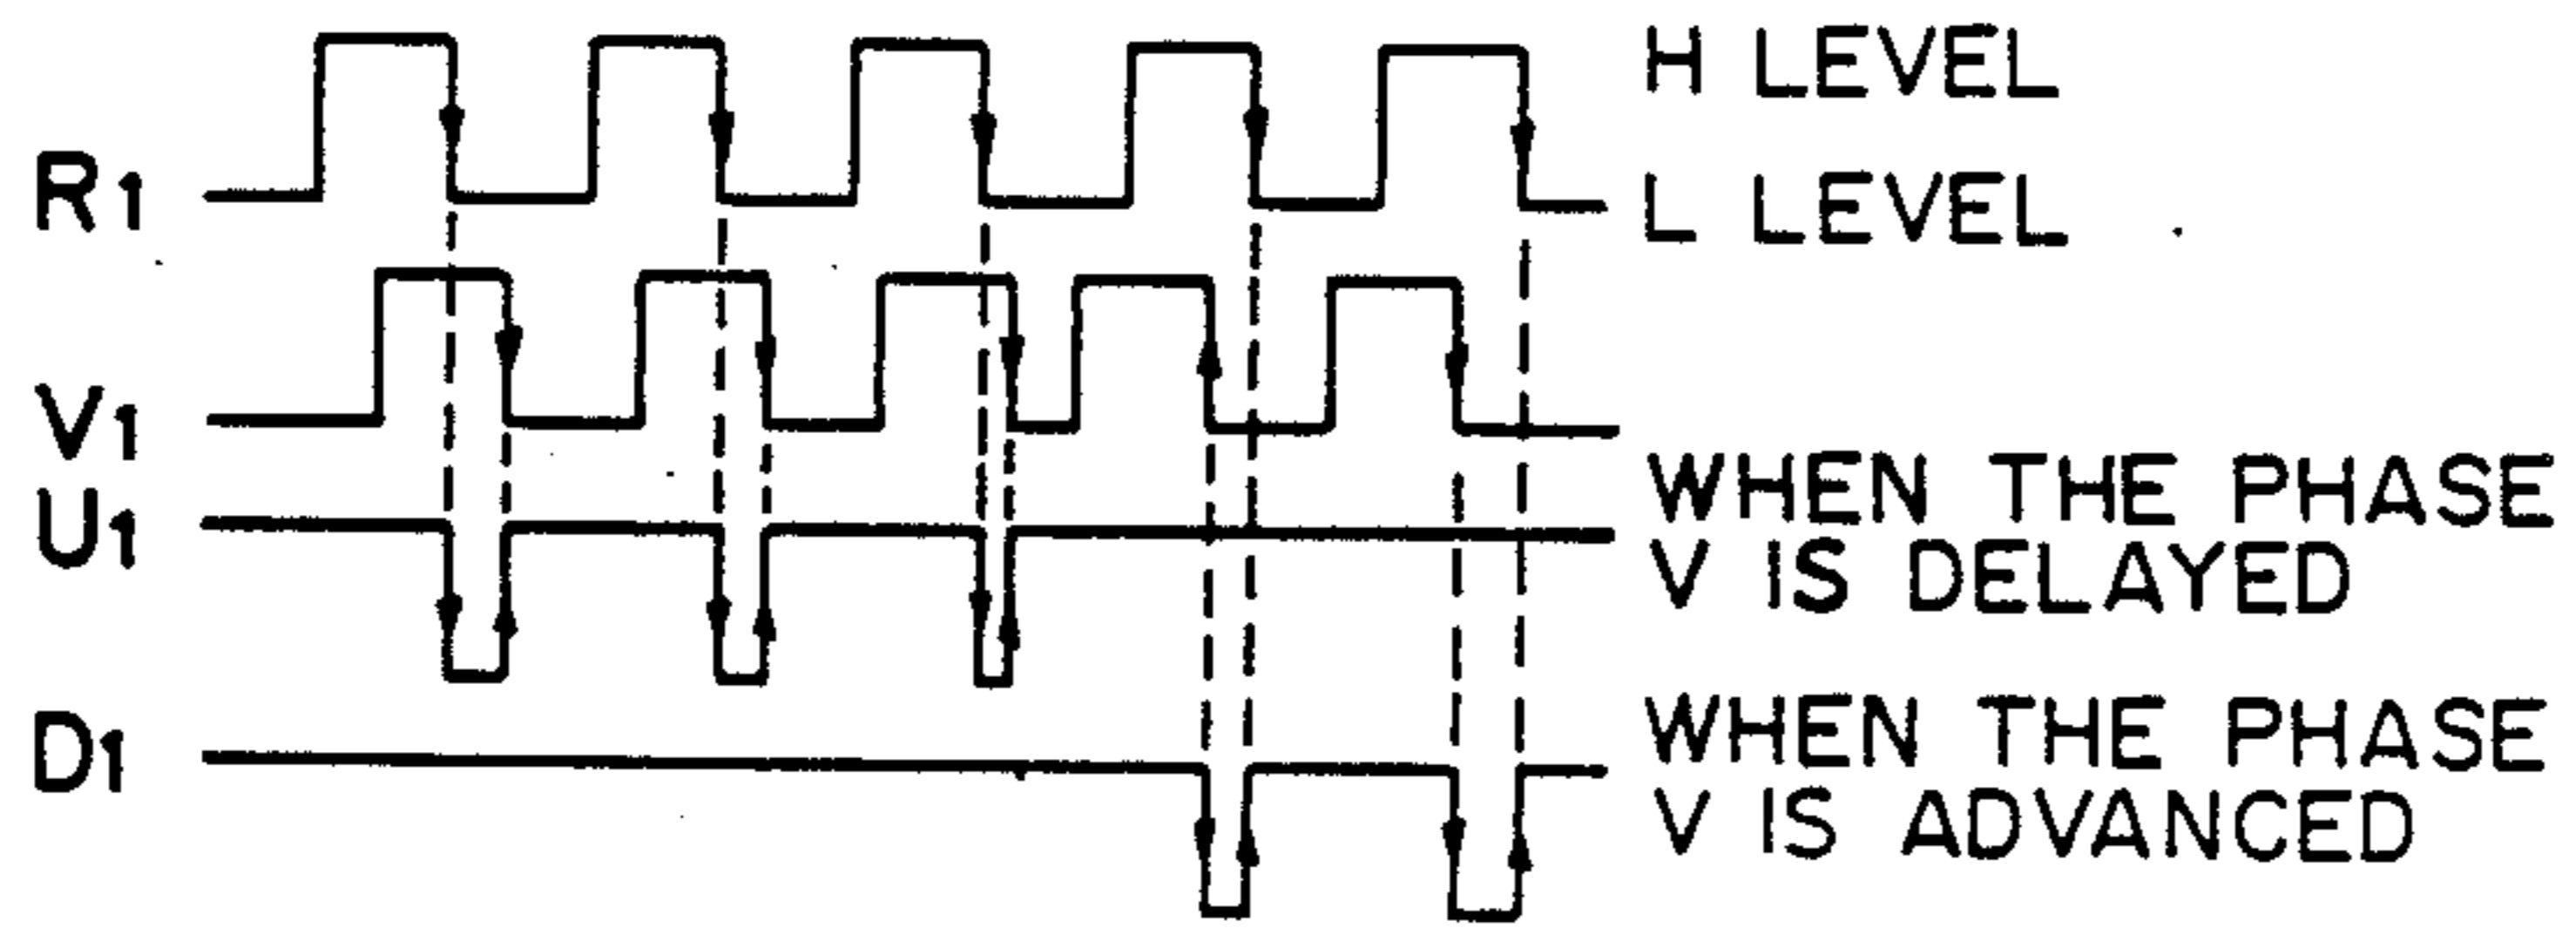 H LEVEL
R1
L LEVEL
V1
WHEN THE PHASE
U1
V IS DELAYED
WHEN THE PHASE
D1
V IS ADVANCED